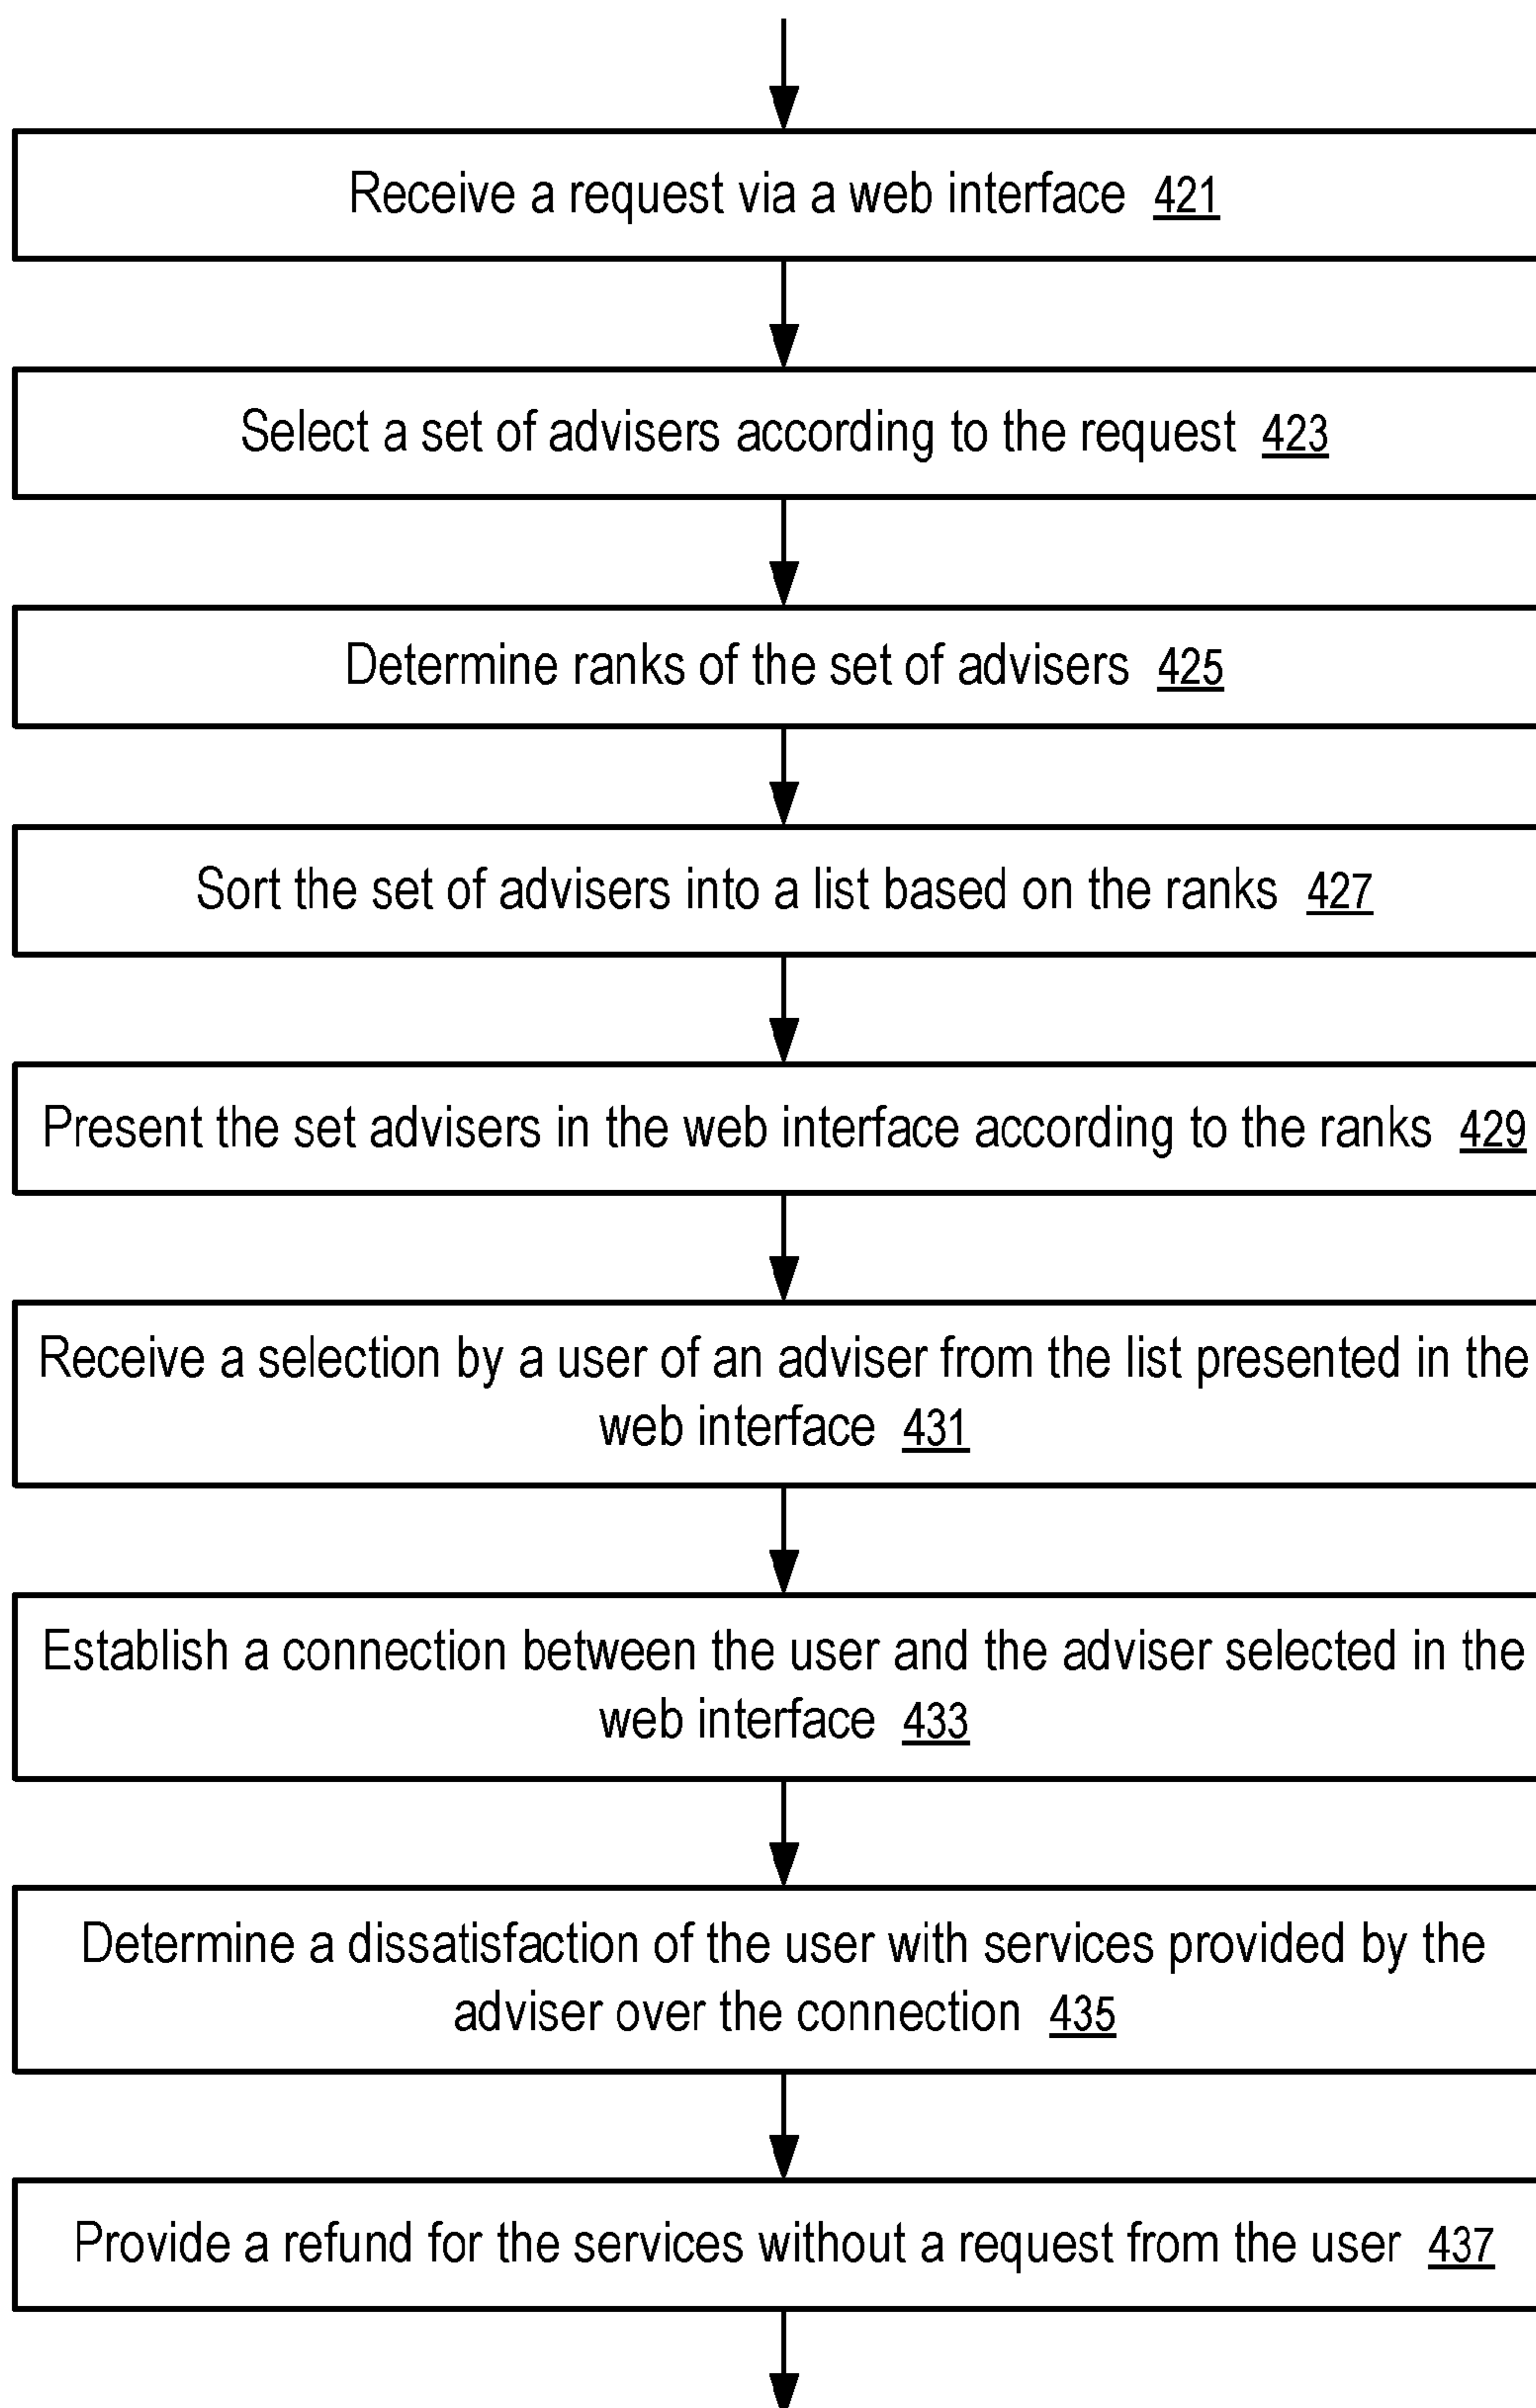 Receive a request via a web interface 421
Select a set of advisers according to the request 423
Determine ranks of the set of advisers 425
Sort the set of advisers into a list based on the ranks 427
Present the set advisers in the web interface according to the ranks 429
Receive a selection by a user of an adviser from the list presented in the
web interface 431
Establish a connection between the user and the adviser selected in the
web interface 433
Determine a dissatisfaction of the user with services provided by the
adviser over the connection 435
Provide a refund for the services without a request from the user 437